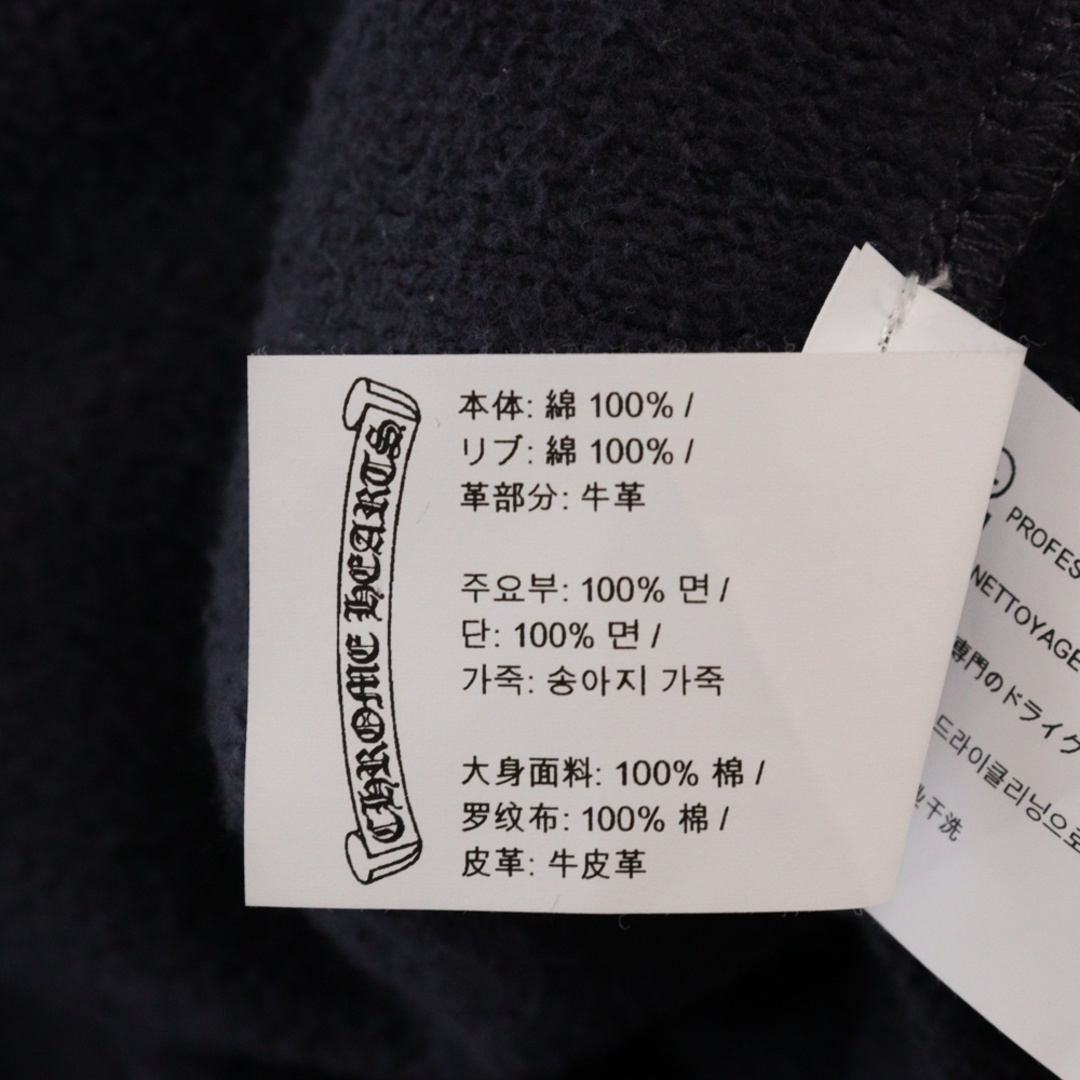 CHROME HEARTS
本体: 綿 100% /
リブ: 綿 100% /
革部分: 牛革
주요부: 100% 면 /
단: 100% 면 /
가죽: 송아지 가죽
大身面料: 100% 棉 /
罗纹布: 100% 棉 /
皮革: 牛皮革
NETTOYAGE
専門のドライク
드라이클리닝으로
干洗